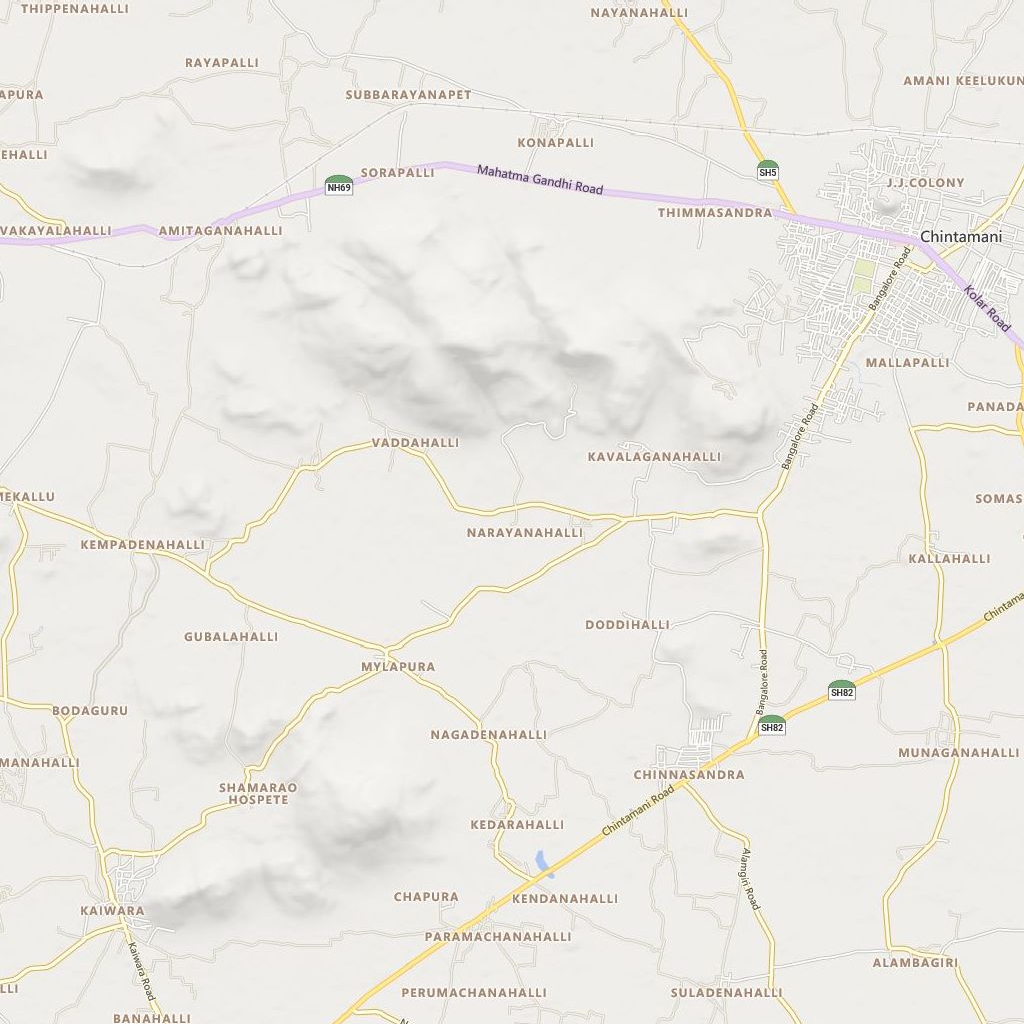 THIPPENAHALLI
NAYANAHALLI
RAYAPALLI
AMANI KEELUKUN
APURA
SUBBARAYANAPET
KONAPALLI
EHALLI
SORAPALLI
SH5
Mahatma Gandhi Road
NH69
J.J.COLONY
THIMMASANDRA
VAKAYALAHALLI
AMITAGANAHALLI
Chintamani
Bangalore Road
Kolar Road
MALLAPALLI
PANADA
Bangalore Road
VADDAHALLI
KAVALAGANAHALLI
MEKALLU
SOMAS
NARAYANAHALLI
KEMPADENAHALLI
KALLAHALLI
Chintama
DODDIHALLI
GUBALAHALLI
MYLAPURA
Bangalore Road
SH82
BODAGURU
SH82
NAGADENAHALLI
MUNAGANAHALLI
MANAHALLI
CHINNASANDRA
SHAMARAO
HOSPETE
Chintamani Road
KEDARAHALLI
Alamgiri Road
CHAPURA
KENDANAHALLI
KAIWARA
PARAMACHANAHALLI
Kaiwara Road
ALAMBAGIRI
LLI
PERUMACHANAHALLI
SULADENAHALLI
BANAHALLI